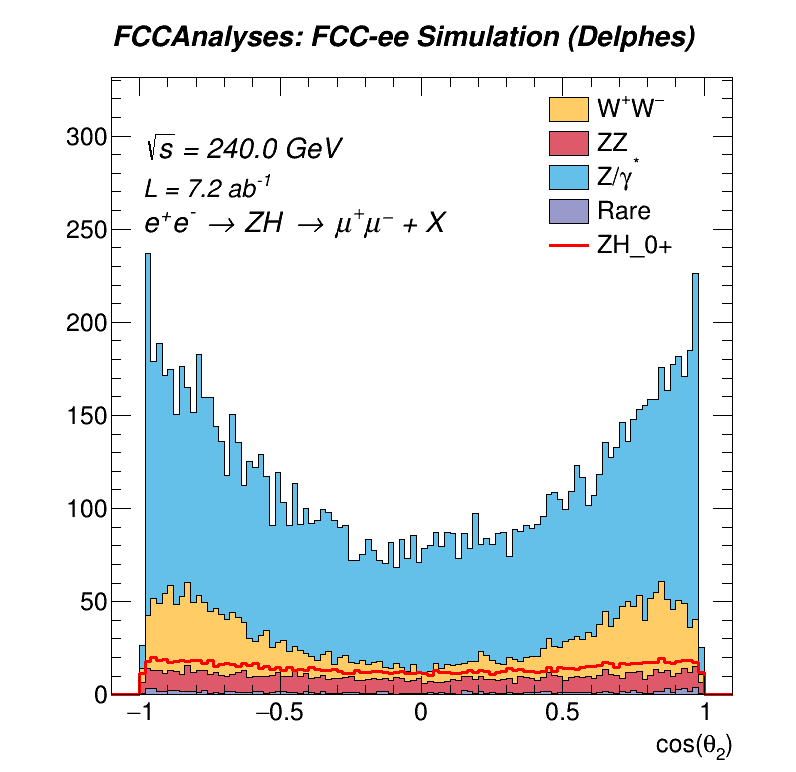 FCCAnalyses: FCC-ee Simulation (Delphes)
√s = 240.0 GeV
L = 7.2 ab⁻¹
e⁺e⁻ → ZH → μ⁺μ⁻ + X
W⁺W⁻
ZZ
Z/γ*
Rare
ZH_0+
300
250
200
150
100
50
0
−1 −0.5 0 0.5 1
cos(θ₂)